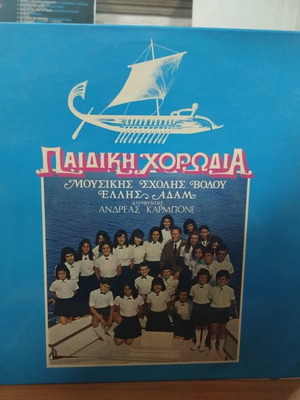 ΠΑΙΔΙΚΗ ΧΟΡΩΔΙΑ
ΜΟΥΣΙΚΗΣ ΣΧΟΛΗΣ ΒΟΛΟΥ
ΕΛΛΗΣ ΑΔΑΜ
ΔΙΕΥΘΥΝΤΗΣ
ΑΝΔΡΕΑΣ ΚΑΡΜΠΟΝΕ